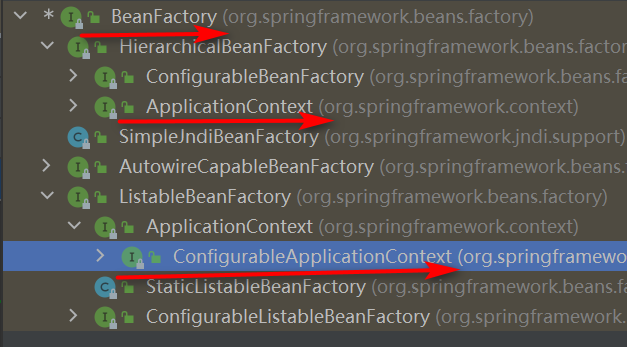 * BeanFactory (org.springframework.beans.factory)
HierarchicalBeanFactory (org.springframework.beans.factor
ConfigurableBeanFactory (org.springframework.beans.fa
ApplicationContext (org.springframework.context)
SimpleJndiBeanFactory (org.springframework.jndi.support)
AutowireCapableBeanFactory (org.springframework.beans.
ListableBeanFactory (org.springframework.beans.factory)
ApplicationContext (org.springframework.context)
ConfigurableApplicationContext (org.springframewo
StaticListableBeanFactory (org.springframework.beans.fa
ConfigurableListableBeanFactory (org.springframework.b